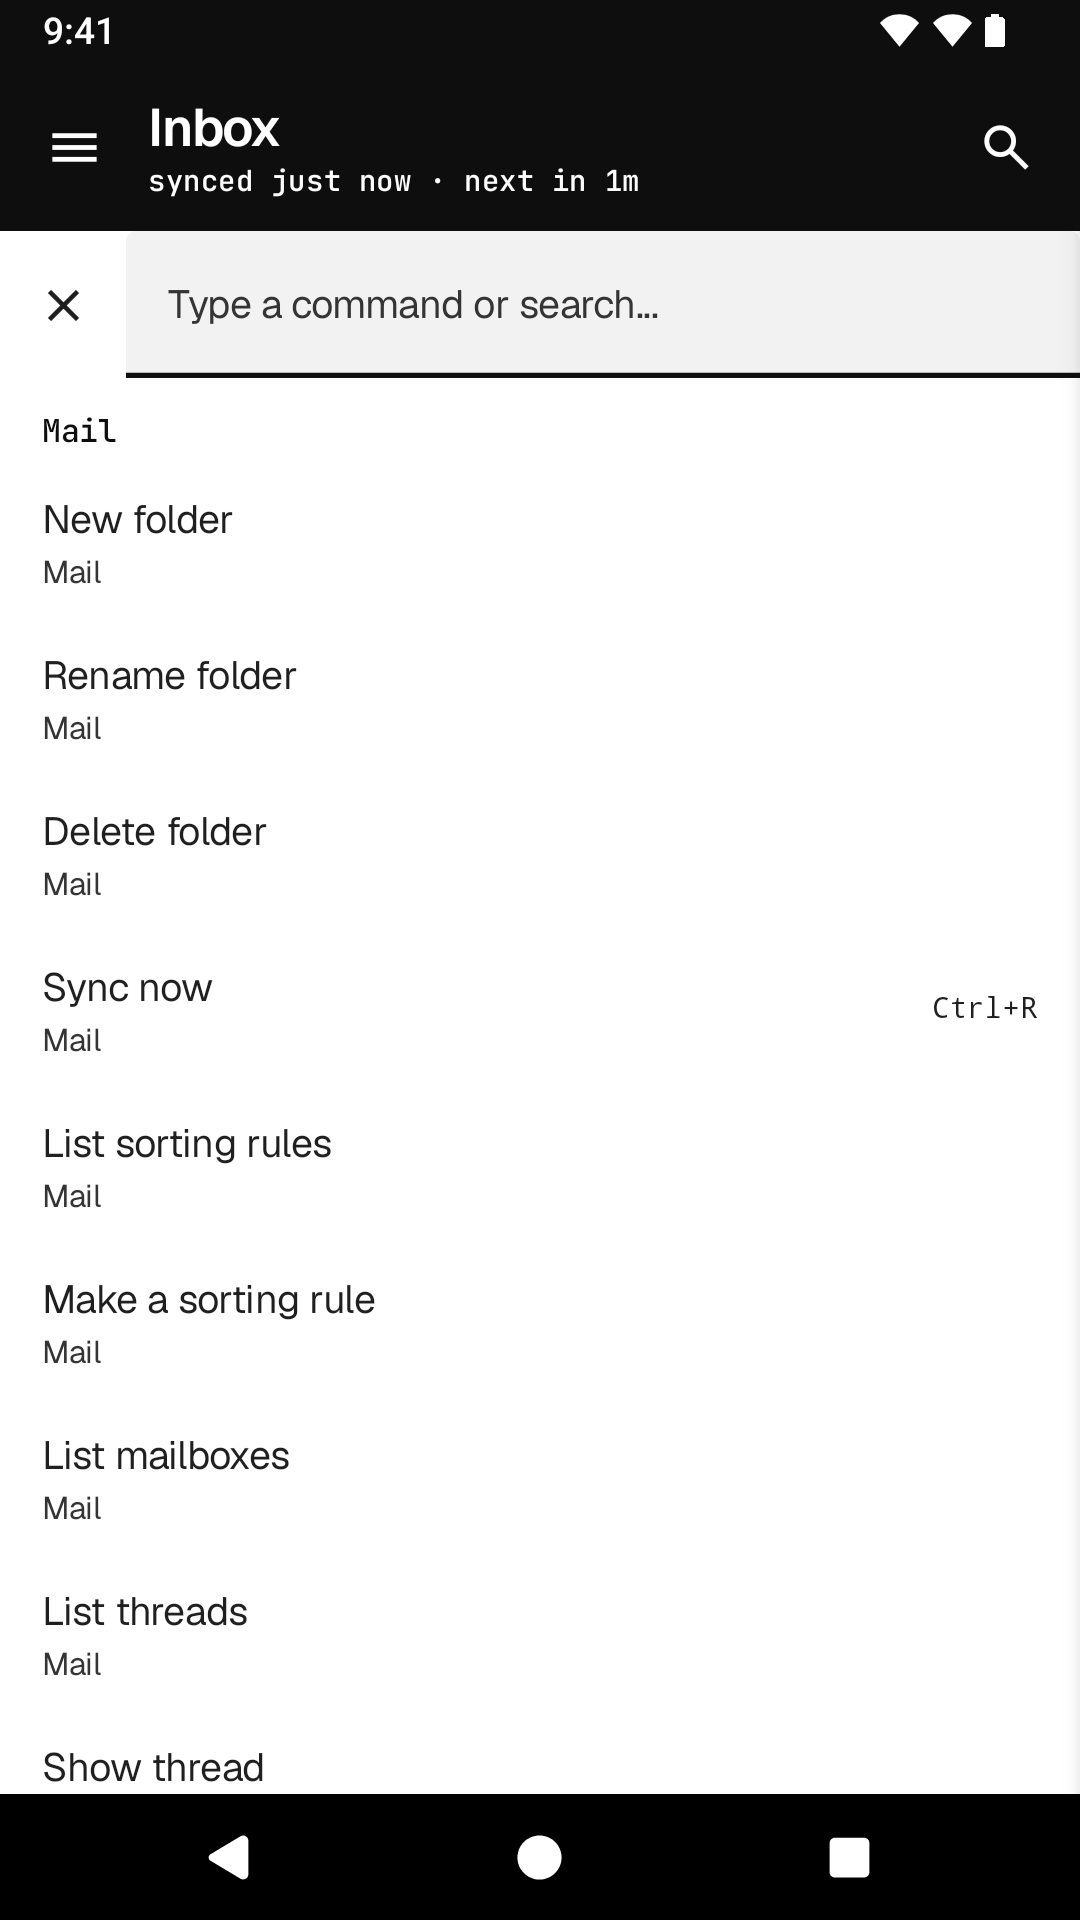 9:41
Inbox
synced just now · next in 1m
Type a command or search...
Mail
New folder
Mail
Rename folder
Mail
Delete folder
Mail
Sync now
Mail
Ctrl+R
List sorting rules
Mail
Make a sorting rule
Mail
List mailboxes
Mail
List threads
Mail
Show thread